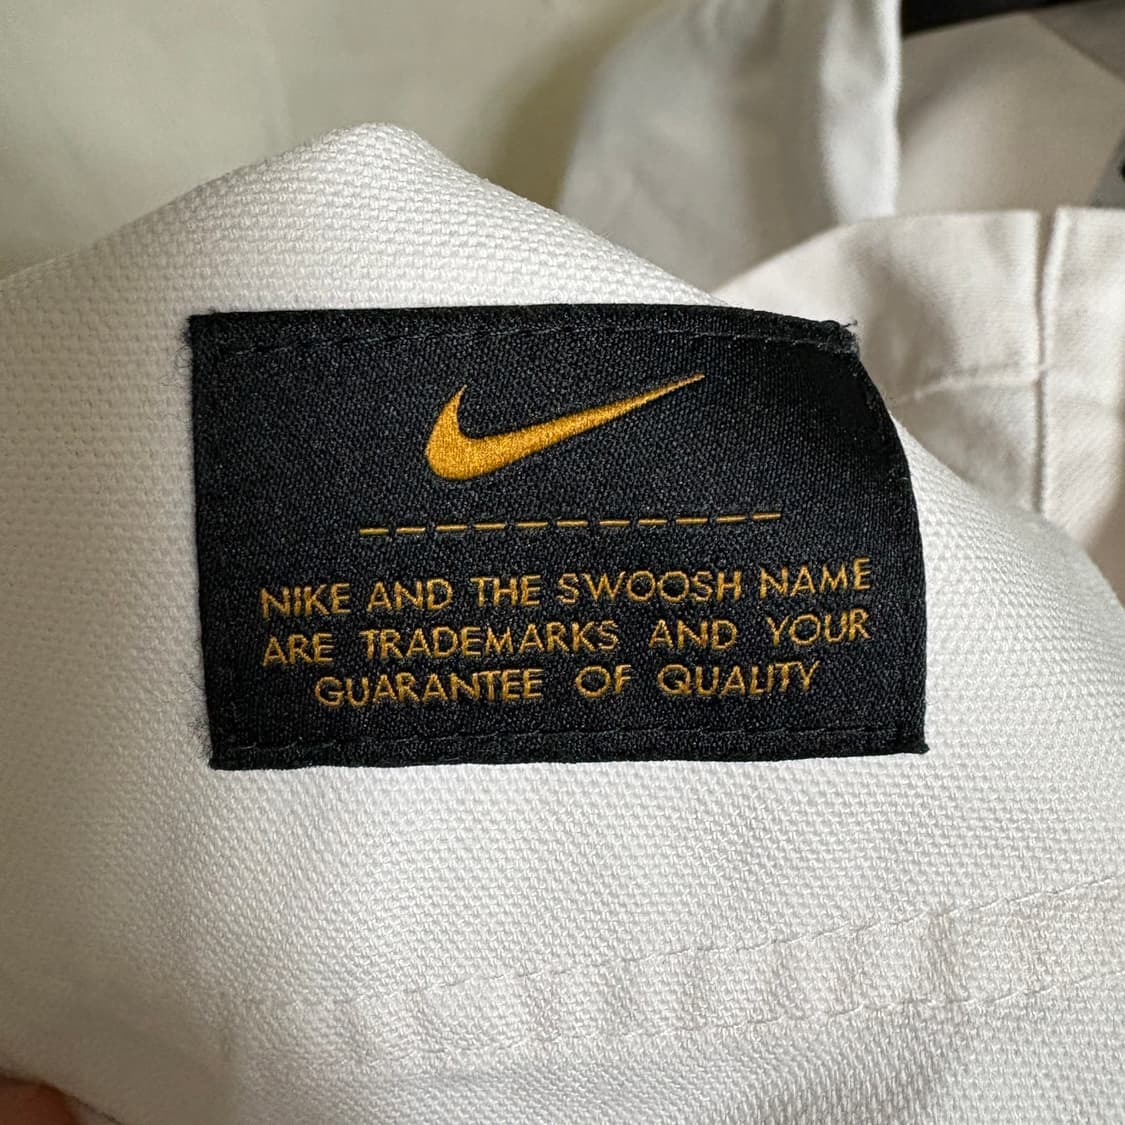 NIKE AND THE SWOOSH NAME
ARE TRADEMARKS AND YOUR
GUARANTEE OF QUALITY